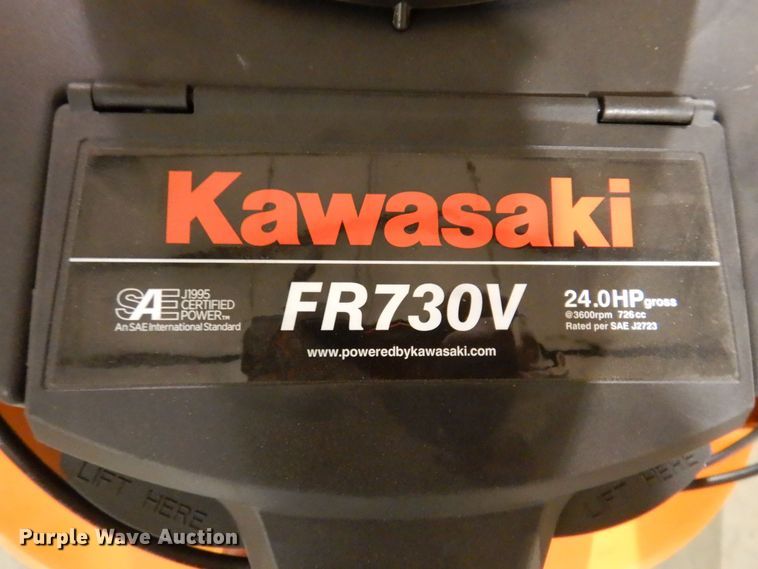 Kawasaki
SAE J1995
CERTIFIED
POWER™
An SAE International Standard
FR730V
24.0HP gross
@3600rpm 726cc
Rated per SAE J2723
www.poweredbykawasaki.com
LIFT HERE
LIFT HERE
Purple Wave Auction